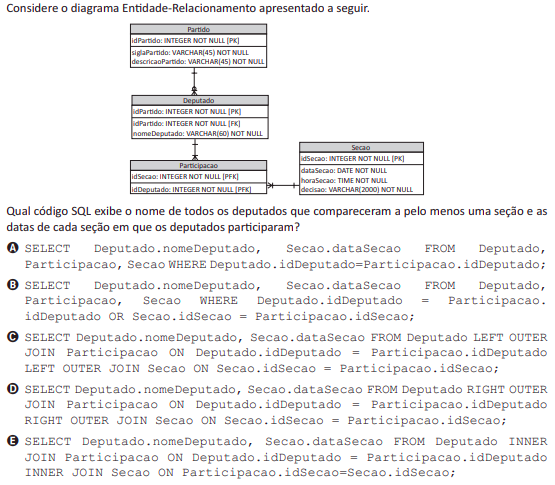 Considere o diagrama Entidade-Relacionamento apresentado a seguir.
Partido
idPartido: INTEGER NOT NULL [PK]
siglaPartido: VARCHAR(45) NOT NULL
descricaoPartido: VARCHAR(45) NOT NULL
Deputado
idPartido: INTEGER NOT NULL [PK]
idPartido: INTEGER NOT NULL [FK]
nomeDeputado: VARCHAR(60) NOT NULL
Participacao
idSecao: INTEGER NOT NULL [PFK]
idDeputado: INTEGER NOT NULL [PFK]
Secao
idSecao: INTEGER NOT NULL [PK]
dataSecao: DATE NOT NULL
horaSecao: TIME NOT NULL
decisao: VARCHAR(2000) NOT NULL
Qual código SQL exibe o nome de todos os deputados que compareceram a pelo menos uma seção e as
datas de cada seção em que os deputados participaram?
A SELECT Deputado.nomeDeputado, Secao.dataSecao FROM Deputado,
Participacao, Secao WHERE Deputado.idDeputado=Participacao.idDeputado;
B SELECT Deputado.nomeDeputado, Secao.dataSecao FROM Deputado,
Participacao, Secao WHERE Deputado.idDeputado = Participacao.
idDeputado OR Secao.idSecao = Participacao.idSecao;
C SELECT Deputado.nomeDeputado, Secao.dataSecao FROM Deputado LEFT OUTER
JOIN Participacao ON Deputado.idDeputado = Participacao.idDeputado
LEFT OUTER JOIN Secao ON Secao.idSecao = Participacao.idSecao;
D SELECT Deputado.nomeDeputado, Secao.dataSecao FROM Deputado RIGHT OUTER
JOIN Participacao ON Deputado.idDeputado = Participacao.idDeputado
RIGHT OUTER JOIN Secao ON Secao.idSecao = Participacao.idSecao;
E SELECT Deputado.nomeDeputado, Secao.dataSecao FROM Deputado INNER
JOIN Participacao ON Deputado.idDeputado = Participacao.idDeputado
INNER JOIN Secao ON Participacao.idSecao=Secao.idSecao;